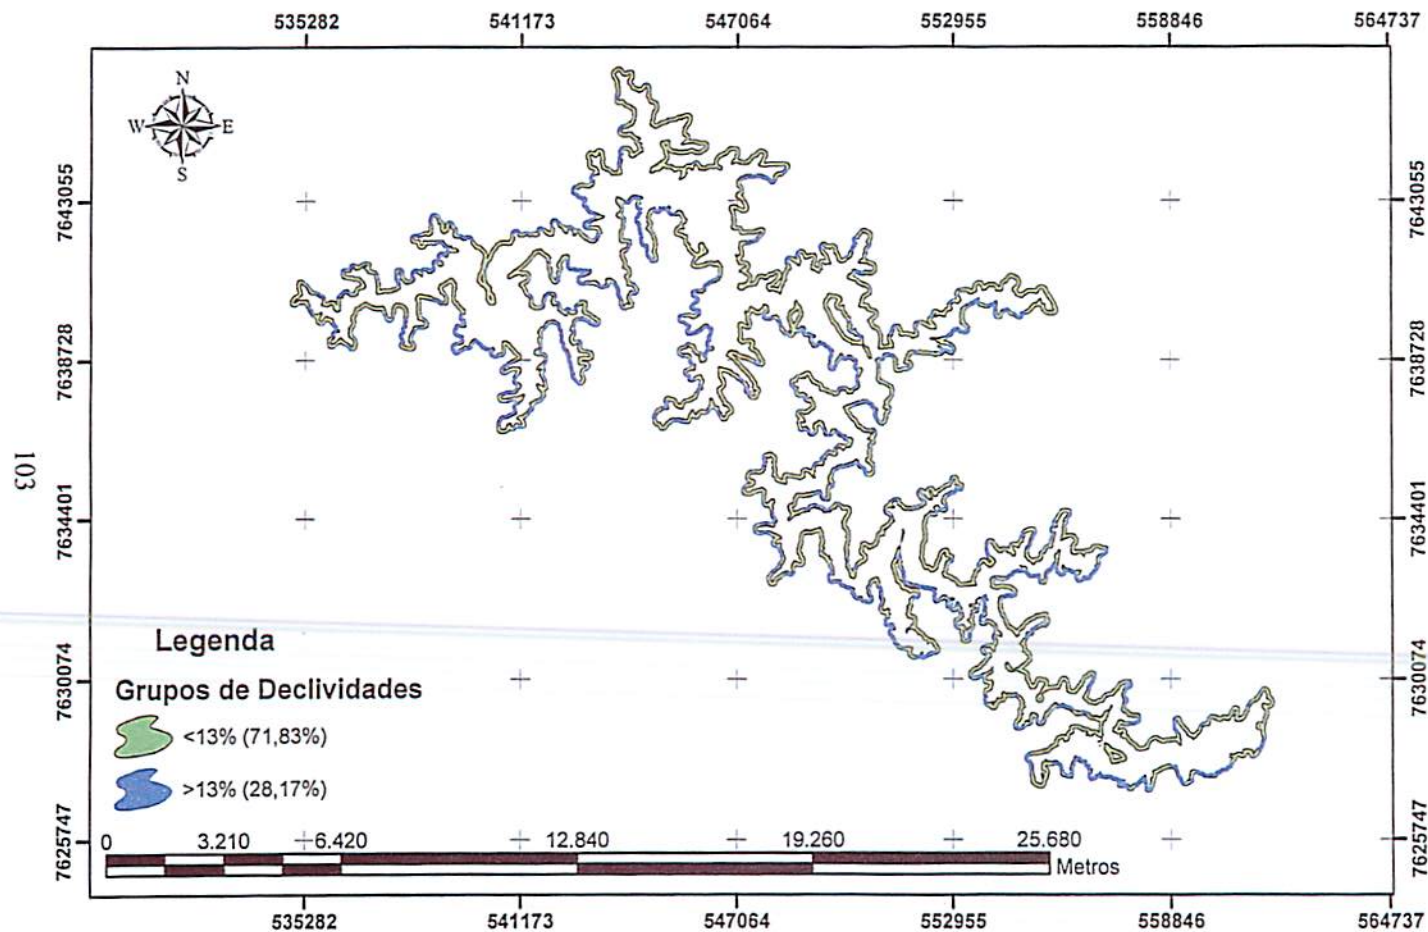 535282 541173 547064 552955 558846 564737
N
W E
S
7643055 7643055
7638728 7638728
103
7634401 7634401
7630074 7630074
Legenda
Grupos de Declividades
<13% (71,83%)
>13% (28,17%)
7625747 7625747
0 3.210 6.420 12.840 19.260 25.680
Metros
535282 541173 547064 552955 558846 564737